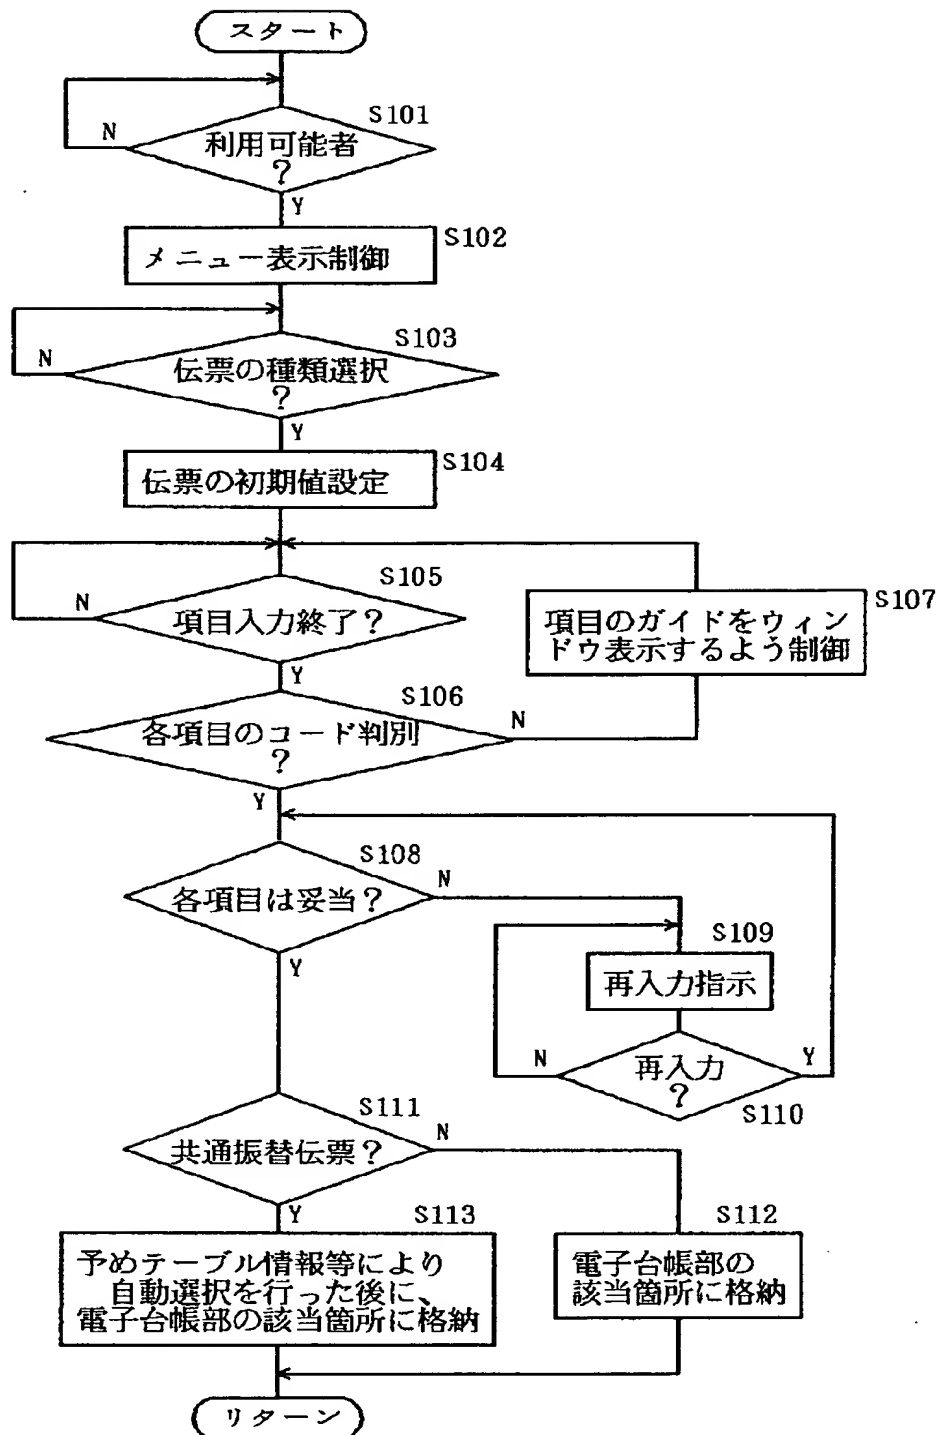 スタート
S101
N
利用可能者
?
Y
S102
メニュー表示制御
S103
N
伝票の種類選択
?
Y
S104
伝票の初期値設定
S105
N
項目入力終了?
Y
S107
項目のガイドをウィン
ドウ表示するよう制御
S106
N
各項目のコード判別
?
Y
S108
N
各項目は妥当?
Y
S109
再入力指示
N
再入力
?
Y
S110
S111
N
共通振替伝票?
Y
S113
予めテーブル情報等により
自動選択を行った後に、
電子台帳部の該当箇所に格納
S112
電子台帳部の
該当箇所に格納
リターン